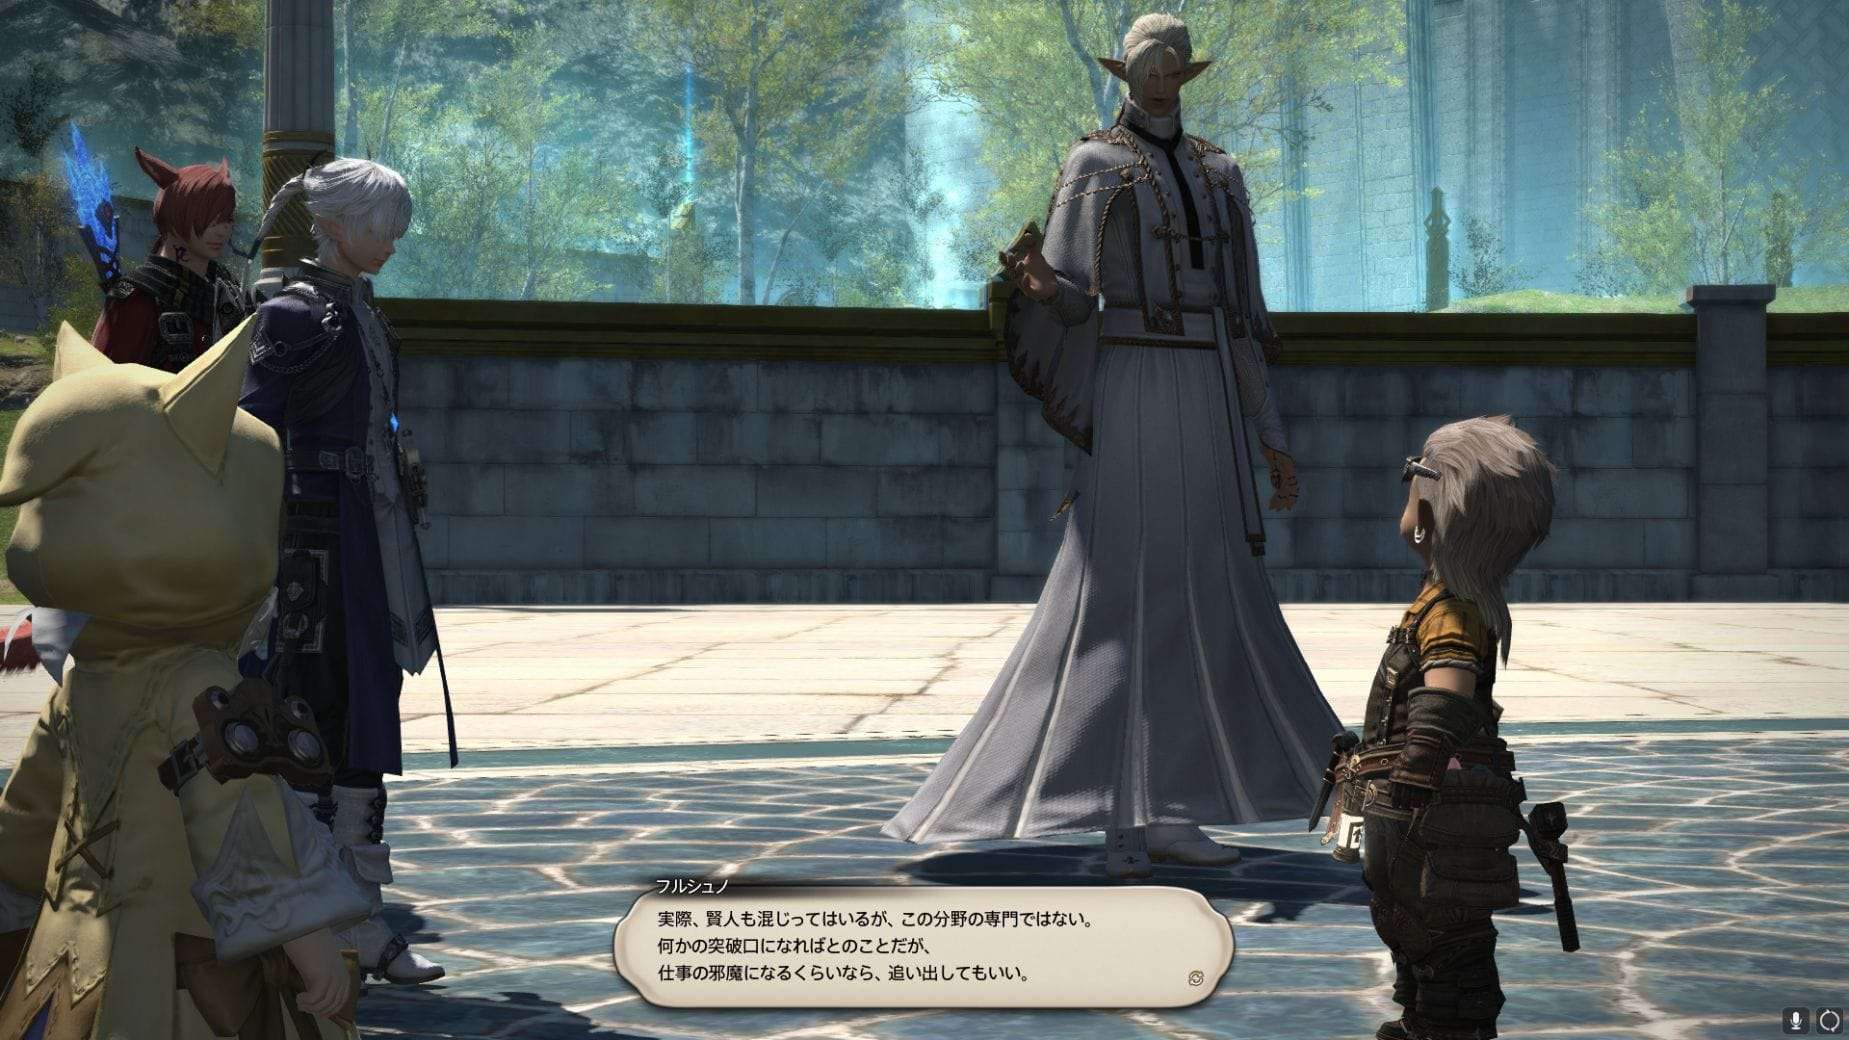 フルシュノ
実際、賢人も混じってはいるが、この分野の専門ではない。
何かの突破口になればとのことだが、
仕事の邪魔になるくらいなら、追い出してもいい。